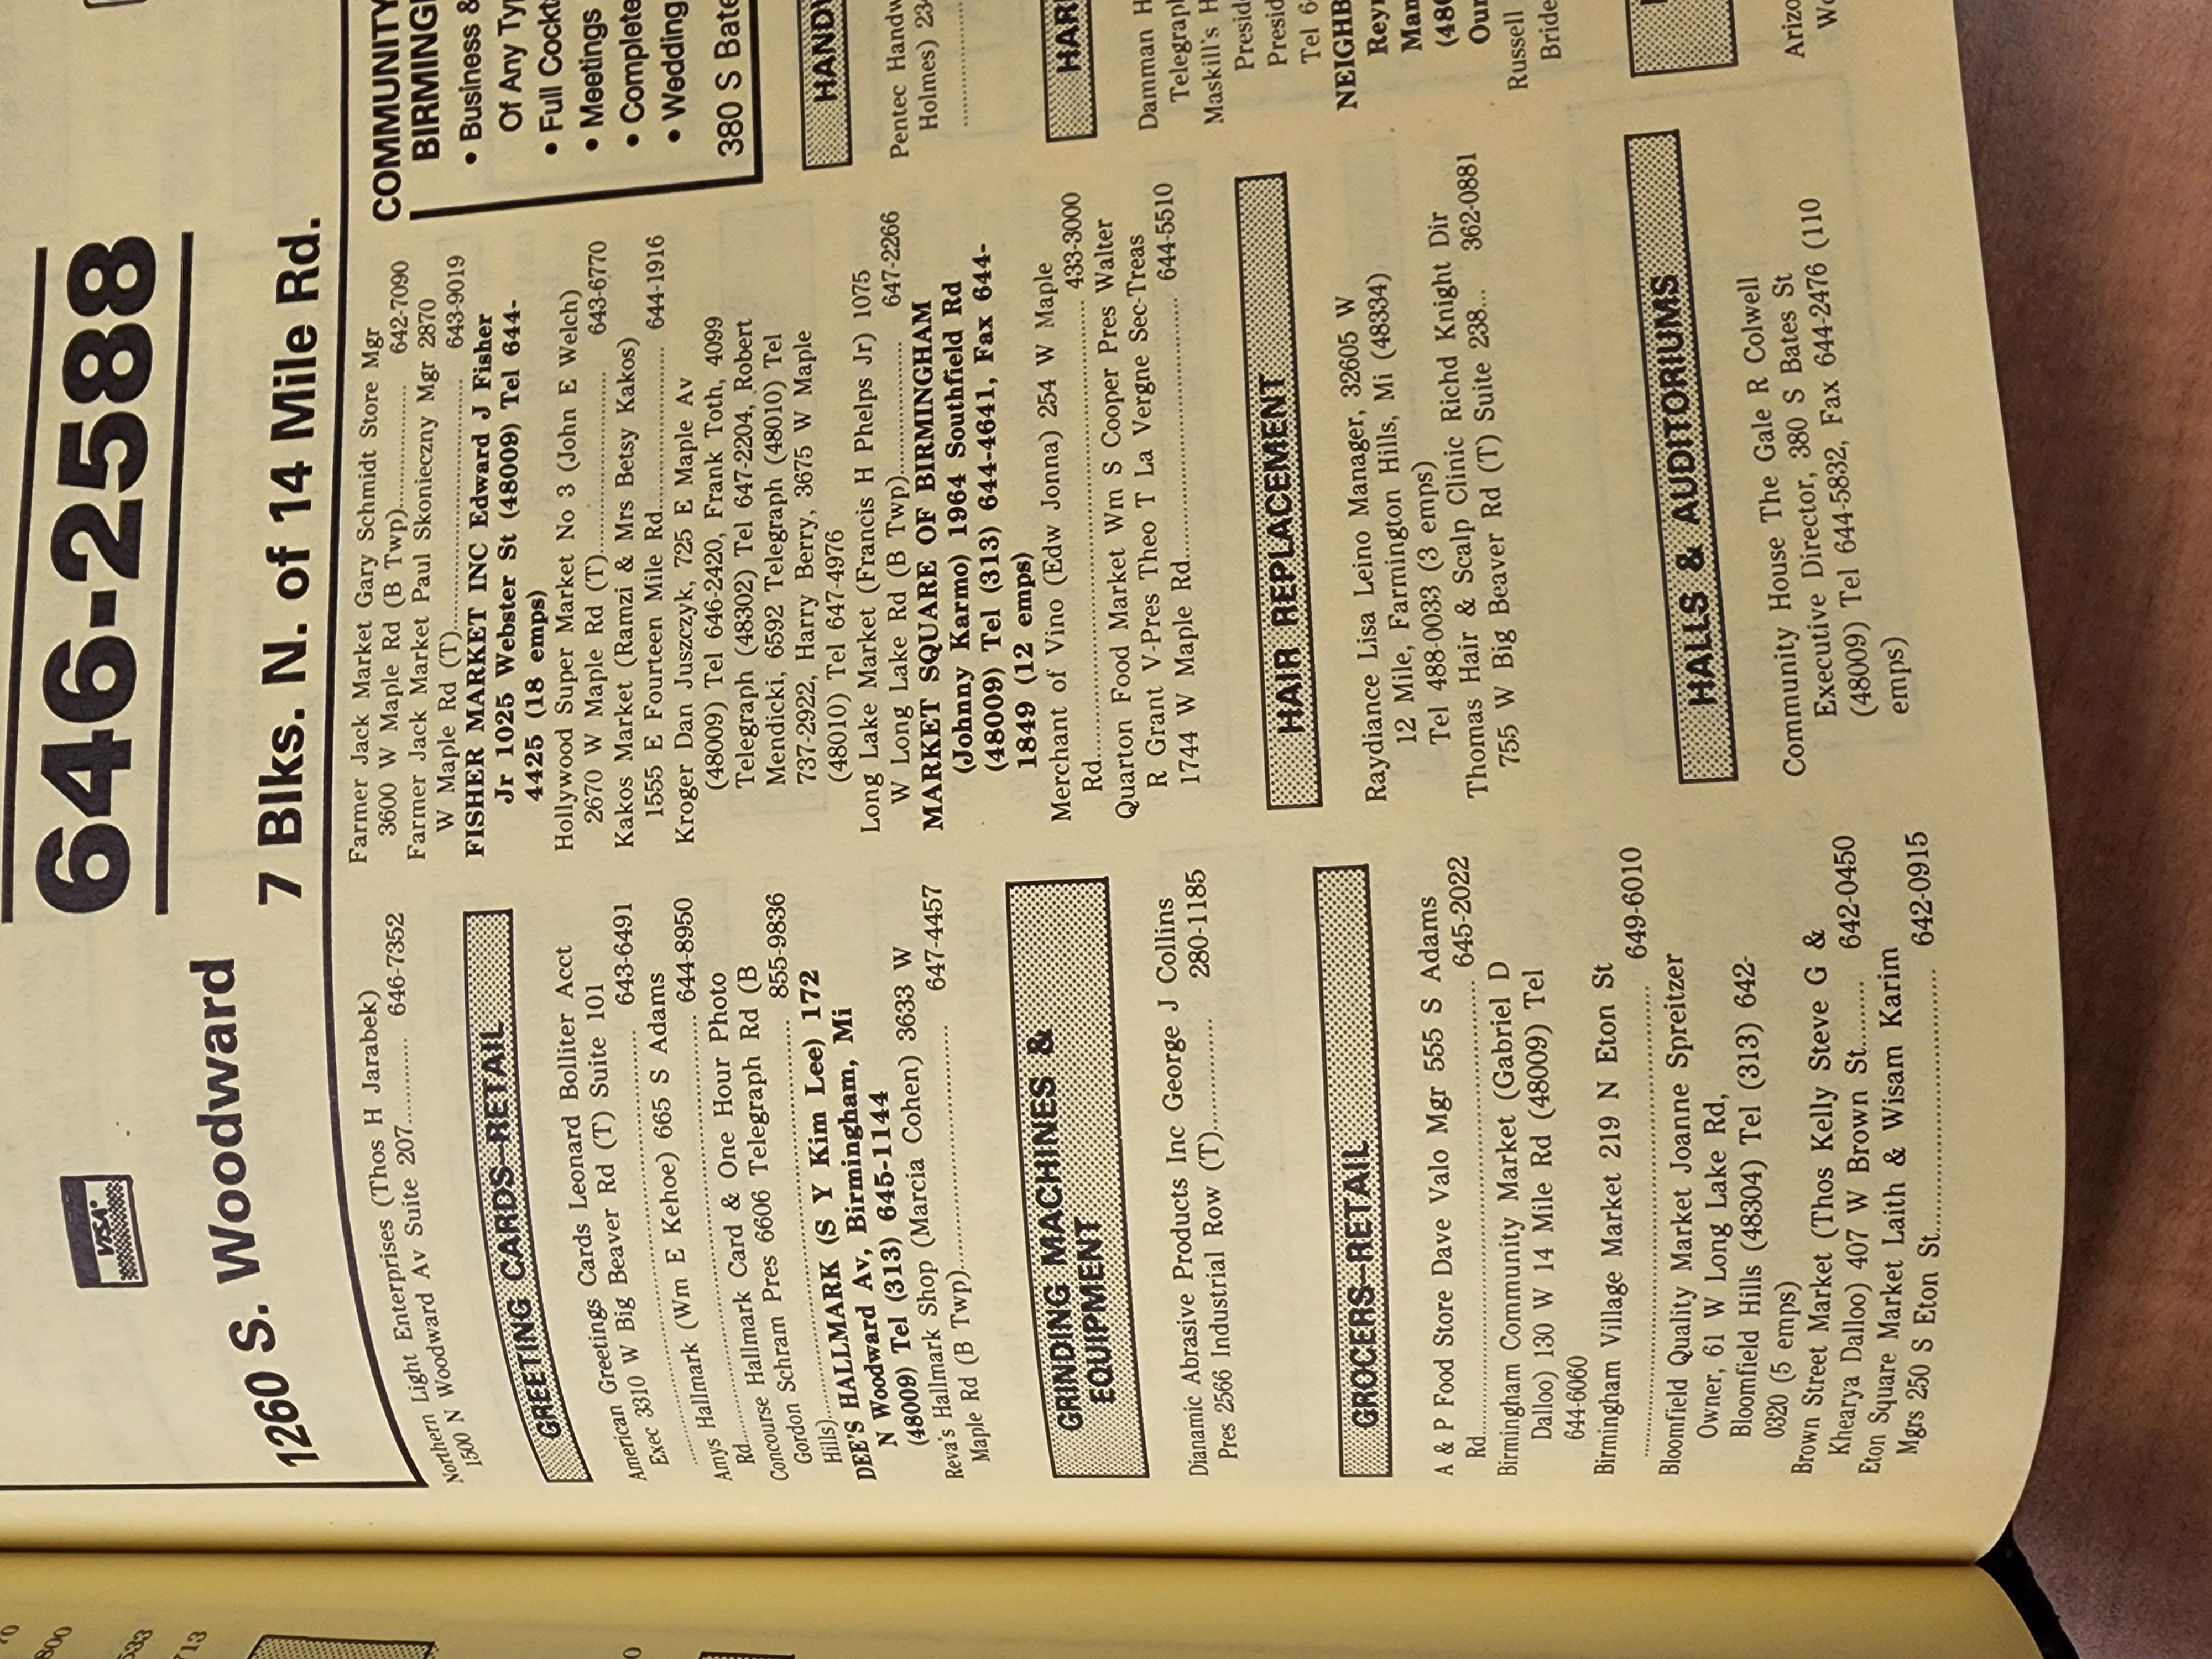 646-2588
VISA
1260 S. Woodward
7 Blks. N. of 14 Mile Rd.
Northern Light Enterprises (Thos H Jarabek)
1500 N Woodward Av Suite 207.......... 646-7352
GREETING CARDS—RETAIL
American Greetings Cards Leonard Bolliter Acct
Exec 3310 W Big Beaver Rd (T) Suite 101
.......... 643-6491
Amys Hallmark (Wm E Kehoe) 665 S Adams
Rd.......... 644-8950
Concourse Hallmark Card & One Hour Photo
Gordon Schram Pres 6606 Telegraph Rd (B
Hills).......... 855-9836
DEE'S HALLMARK (S Y Kim Lee) 172
N Woodward Av, Birmingham, Mi
(48009) Tel (313) 645-1144
Reva's Hallmark Shop (Marcia Cohen) 3633 W
Maple Rd (B Twp).......... 647-4457
GRINDING MACHINES &
EQUIPMENT
Dianamic Abrasive Products Inc George J Collins
Pres 2566 Industrial Row (T).......... 280-1185
GROCERS—RETAIL
A & P Food Store Dave Valo Mgr 555 S Adams
Rd.......... 645-2022
Birmingham Community Market (Gabriel D
Dalloo) 130 W 14 Mile Rd (48009) Tel
644-6060
Birmingham Village Market 219 N Eton St
.......... 649-6010
Bloomfield Quality Market Joanne Spreitzer
Owner, 61 W Long Lake Rd,
Bloomfield Hills (48304) Tel (313) 642-
0320 (5 emps)
Brown Street Market (Thos Kelly Steve G &
Khearya Dalloo) 407 W Brown St.......... 642-0450
Eton Square Market Laith & Wisam Karim
Mgrs 250 S Eton St.......... 642-0915
Farmer Jack Market Gary Schmidt Store Mgr
3600 W Maple Rd (B Twp).......... 642-7090
Farmer Jack Market Paul Skonieczny Mgr 2870
W Maple Rd (T).......... 643-9019
FISHER MARKET INC Edward J Fisher
Jr 1025 Webster St (48009) Tel 644-
4425 (18 emps)
Hollywood Super Market No 3 (John E Welch)
2670 W Maple Rd (T).......... 643-6770
Kakos Market (Ramzi & Mrs Betsy Kakos)
1555 E Fourteen Mile Rd.......... 644-1916
Kroger Dan Juszczyk, 725 E Maple Av
(48009) Tel 646-2420, Frank Toth, 4099
Telegraph (48302) Tel 647-2204, Robert
Mendicki, 6592 Telegraph (48010) Tel
737-2922, Harry Berry, 3675 W Maple
(48010) Tel 647-4976
Long Lake Market (Francis H Phelps Jr) 1075
W Long Lake Rd (B Twp).......... 647-2266
MARKET SQUARE OF BIRMINGHAM
(Johnny Karmo) 1964 Southfield Rd
(48009) Tel (313) 644-4641, Fax 644-
1849 (12 emps)
Merchant of Vino (Edw Jonna) 254 W Maple
Rd.......... 433-3000
Quarton Food Market Wm S Cooper Pres Walter
R Grant V-Pres Theo T La Vergne Sec-Treas
1744 W Maple Rd.......... 644-5510
HAIR REPLACEMENT
Raydiance Lisa Leino Manager, 32605 W
12 Mile, Farmington Hills, Mi (48334)
Tel 488-0033 (3 emps)
Thomas Hair & Scalp Clinic Richd Knight Dir
755 W Big Beaver Rd (T) Suite 238... 362-0881
HALLS & AUDITORIUMS
Community House The Gale R Colwell
Executive Director, 380 S Bates St
(48009) Tel 644-5832, Fax 644-2476 (110
emps)
COMMUNITY
• Business &
Of Any
• Full
• Meetings
• Complete
• Wedding
380 S
Pentec
Holmes)
Damman
Maskill's
Tel
Russell